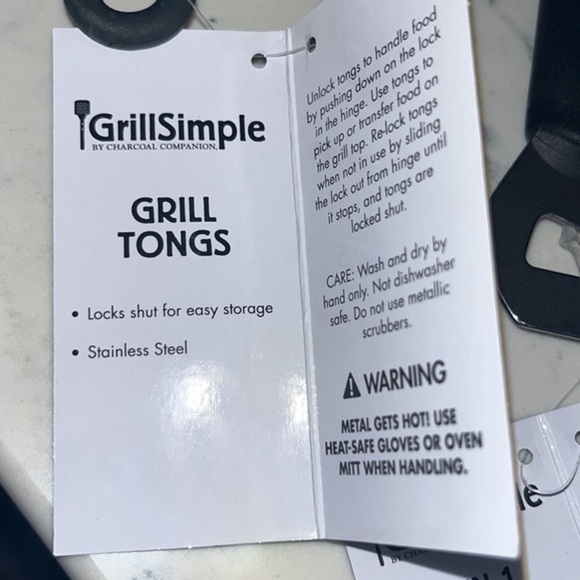 GrillSimple
BY CHARCOAL COMPANION®
GRILL
TONGS
• Locks shut for easy storage
• Stainless Steel
Unlock tongs to handle food
by pushing down on the lock
in the hinge. Use tongs to
pick up or transfer food on
the grill top. Re-lock tongs
when not in use by sliding
the lock out from hinge until
it stops, and tongs are
locked shut.
CARE: Wash and dry by
hand only. Not dishwasher
safe. Do not use metallic
scrubbers.
⚠ WARNING
METAL GETS HOT! USE
HEAT-SAFE GLOVES OR OVEN
MITT WHEN HANDLING.